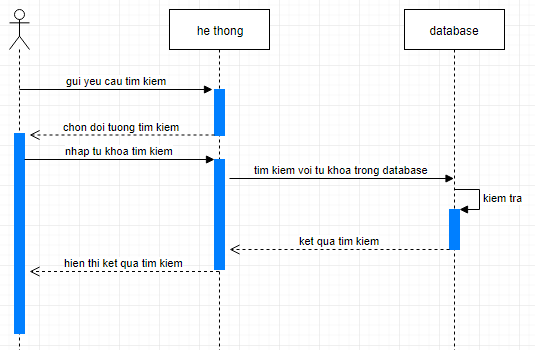 he thong
database
gui yeu cau tim kiem
chon doi tuong tim kiem
nhap tu khoa tim kiem
tim kiem voi tu khoa trong database
kiem tra
ket qua tim kiem
hien thi ket qua tim kiem